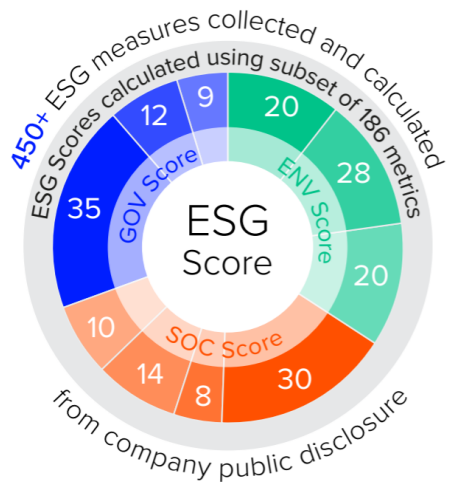 450+ ESG measures collected and calculated
ESG Scores calculated using subset of 186 metrics
12
9
20
28
20
30
8
14
10
35
GOV Score
ENV Score
SOC Score
ESG
Score
from company public disclosure